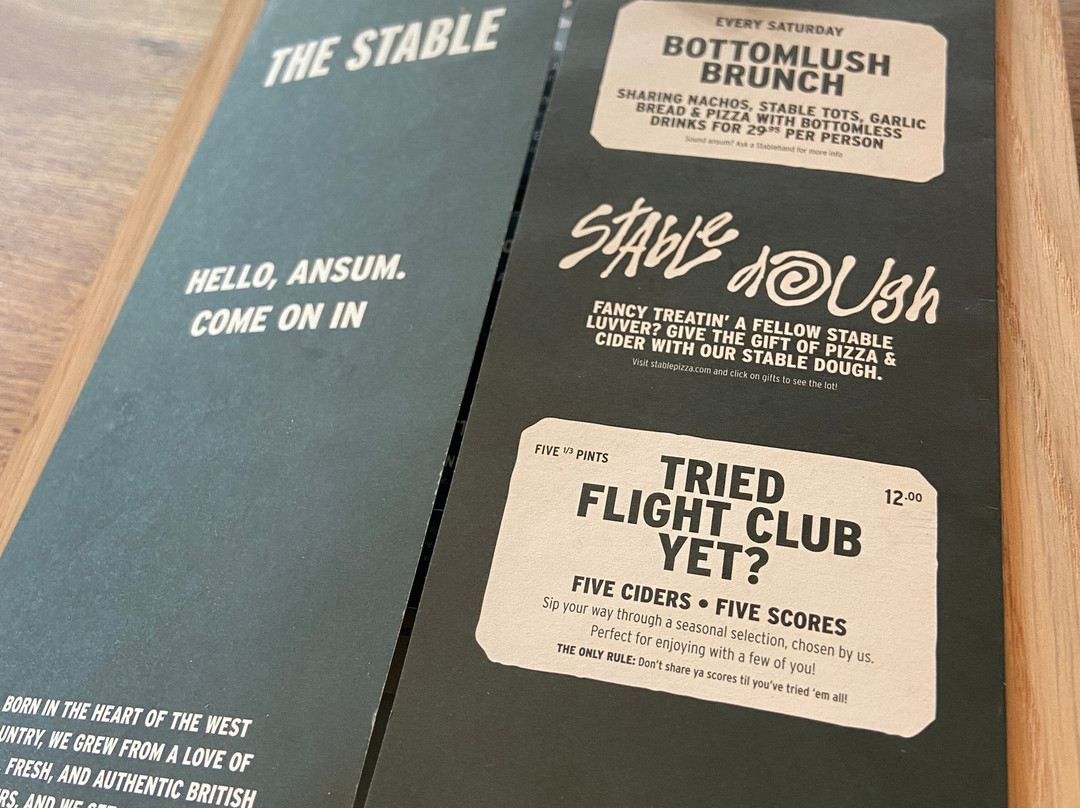 THE STABLE
HELLO, ANSUM.
COME ON IN
BORN IN THE HEART OF THE WEST
WE GREW FROM A LOVE OF
FRESH, AND AUTHENTIC BRITISH
AND WE
EVERY SATURDAY
BOTTOMLUSH
BRUNCH
SHARING NACHOS, STABLE TOTS, GARLIC
BREAD & PIZZA WITH BOTTOMLESS
DRINKS FOR 29.95 PER PERSON
Sound ansum? Ask a Stablehand for more info
STABLE dOUgh
FANCY TREATIN' A FELLOW STABLE
LUVVER? GIVE THE GIFT OF PIZZA &
CIDER WITH OUR STABLE DOUGH.
Visit stablepizza.com and click on gifts to see the lot!
FIVE 1/3 PINTS
12.00
TRIED
FLIGHT CLUB
YET?
FIVE CIDERS • FIVE SCORES
Sip your way through a seasonal selection, chosen by us.
Perfect for enjoying with a few of you!
THE ONLY RULE: Don't share ya scores til you've tried 'em all!